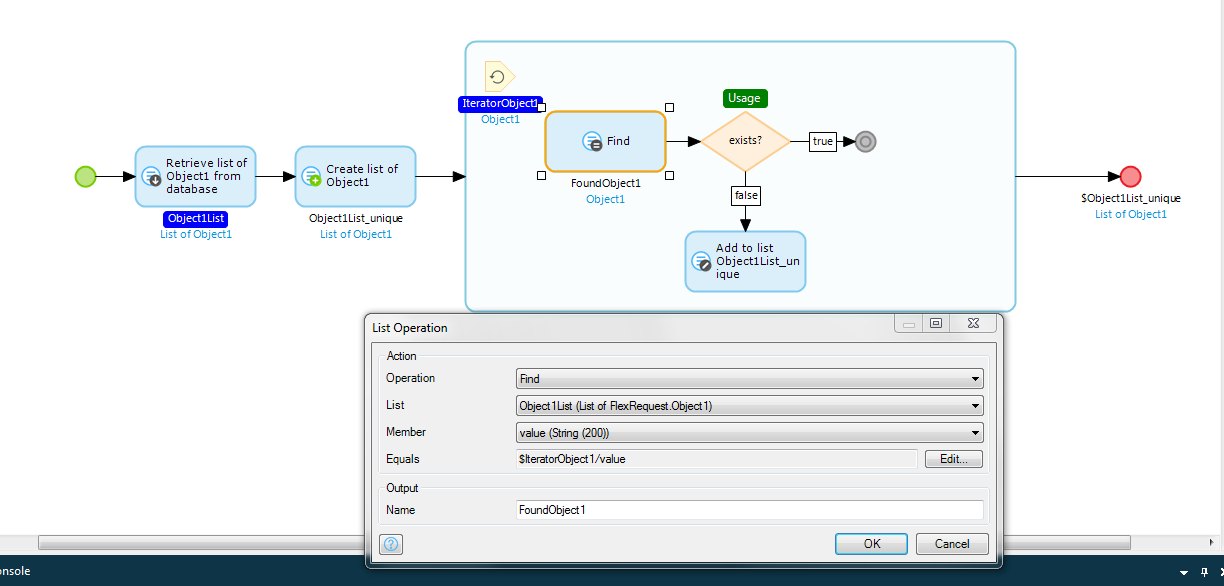 IteratorObject1
Object1
Usage
Find
exists?
true
FoundObject1
Object1
false
Retrieve list of
Object1 from
database
Object1List
List of Object1
Create list of
Object1
Object1List_unique
List of Object1
Add to list
Object1List_un
ique
$Object1List_unique
List of Object1
List Operation
Action
Operation
Find
List
Object1List (List of FlexRequest.Object1)
Member
value (String (200))
Equals
$IteratorObject1/value
Edit...
Output
Name
FoundObject1
?
OK
Cancel
onsole